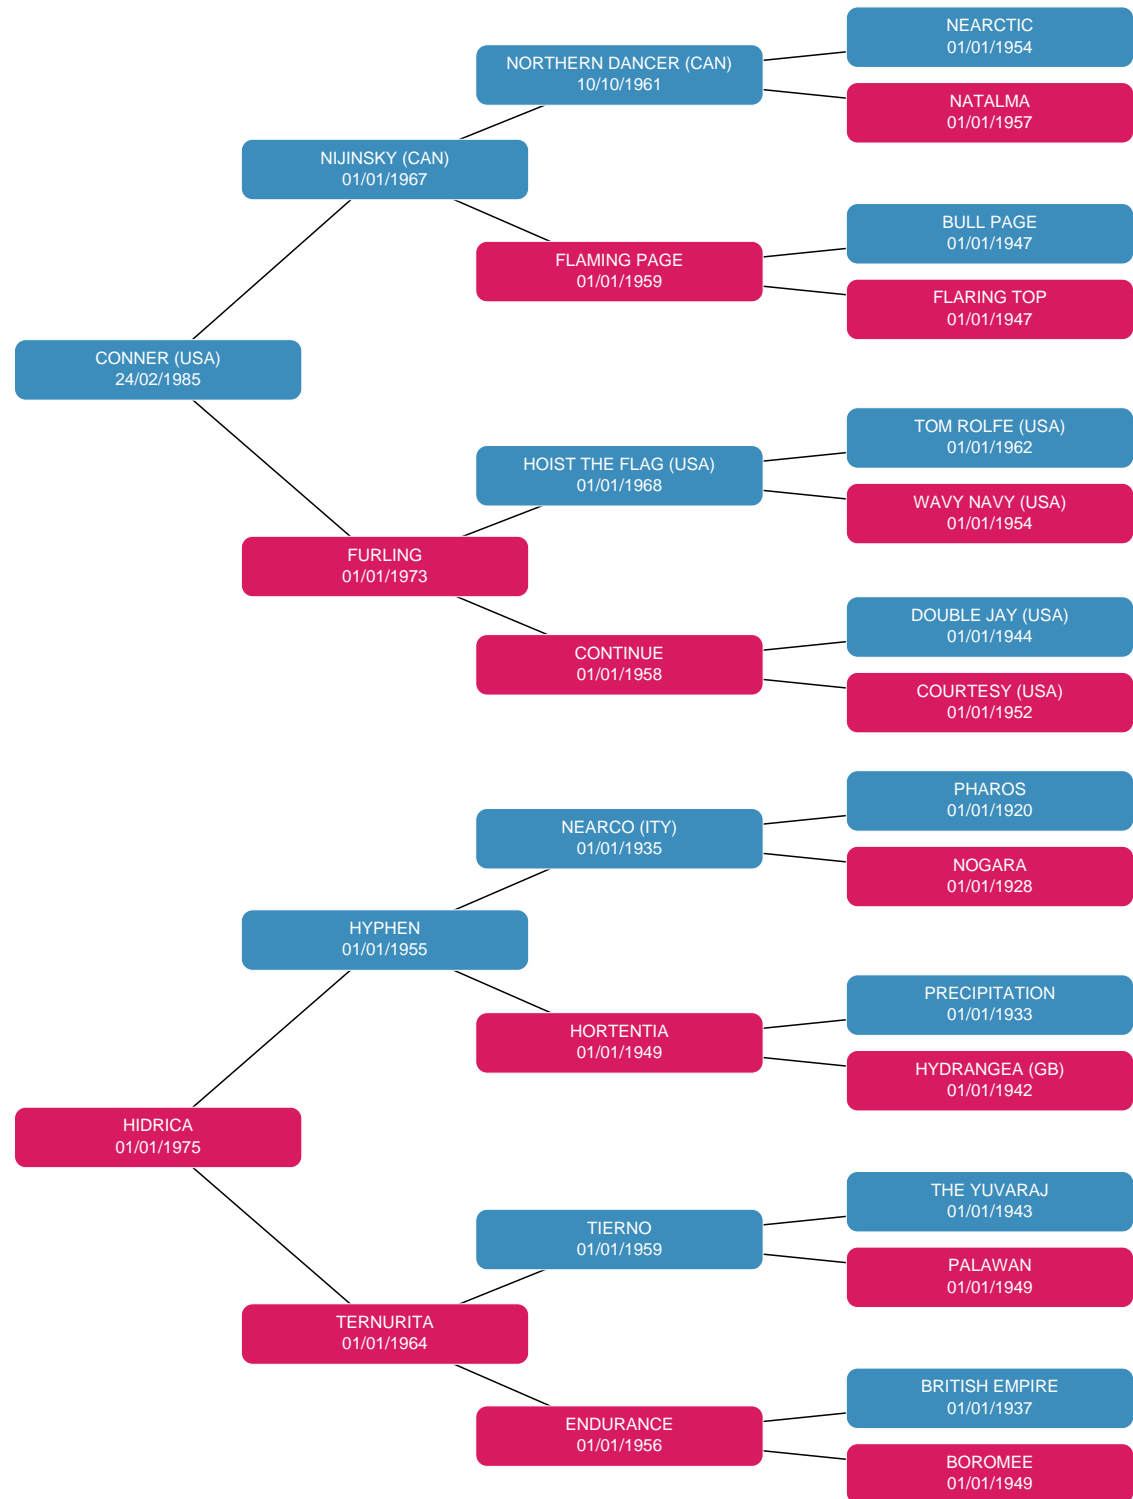 NEARCTIC
01/01/1954
NORTHERN DANCER (CAN)
10/10/1961
NATALMA
01/01/1957
NIJINSKY (CAN)
01/01/1967
BULL PAGE
01/01/1947
FLAMING PAGE
01/01/1959
FLARING TOP
01/01/1947
CONNER (USA)
24/02/1985
TOM ROLFE (USA)
01/01/1962
HOIST THE FLAG (USA)
01/01/1968
WAVY NAVY (USA)
01/01/1954
FURLING
01/01/1973
DOUBLE JAY (USA)
01/01/1944
CONTINUE
01/01/1958
COURTESY (USA)
01/01/1952
PHAROS
01/01/1920
NEARCO (ITY)
01/01/1935
NOGARA
01/01/1928
HYPHEN
01/01/1955
PRECIPITATION
01/01/1933
HORTENTIA
01/01/1949
HYDRANGEA (GB)
01/01/1942
HIDRICA
01/01/1975
THE YUVARAJ
01/01/1943
TIERNO
01/01/1959
PALAWAN
01/01/1949
TERNURITA
01/01/1964
BRITISH EMPIRE
01/01/1937
ENDURANCE
01/01/1956
BOROMEE
01/01/1949